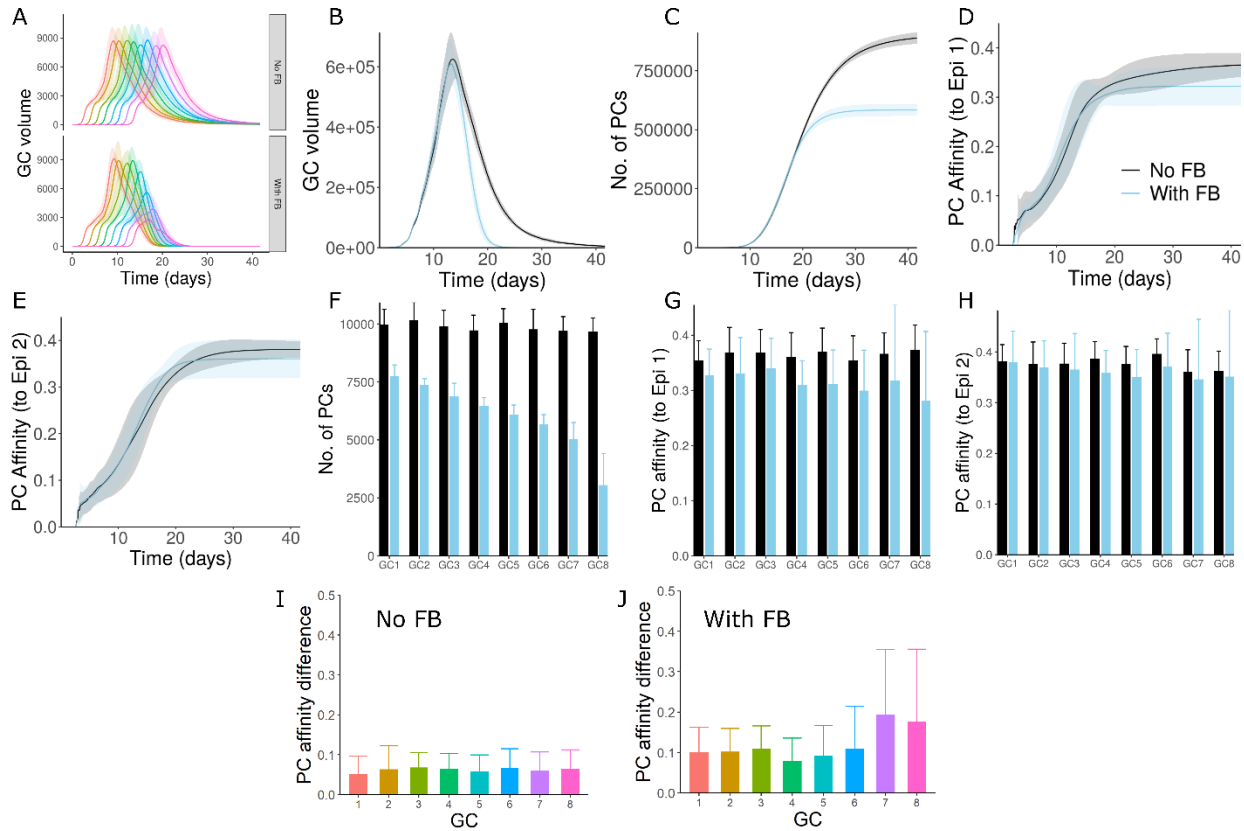 A
GC volume
9000
6000
3000
0
No FB
9000
6000
3000
0
With FB
0 10 20 30 40
Time (days)
B
GC volume
6e+05
4e+05
2e+05
0e+00
10 20 30 40
Time (days)
C
No. of PCs
750000
500000
250000
0
10 20 30 40
Time (days)
D
PC Affinity (to Epi 1)
0.4
0.3
0.2
0.1
0.0
No FB
With FB
10 20 30 40
Time (days)
E
PC Affinity (to Epi 2)
0.4
0.3
0.2
0.1
0.0
10 20 30 40
Time (days)
F
No. of PCs
10000
7500
5000
2500
0
GC1 GC2 GC3 GC4 GC5 GC6 GC7 GC8
G
PC affinity (to Epi 1)
0.4
0.3
0.2
0.1
0.0
GC1 GC2 GC3 GC4 GC5 GC6 GC7 GC8
H
PC affinity (to Epi 2)
0.4
0.3
0.2
0.1
0.0
GC1 GC2 GC3 GC4 GC5 GC6 GC7 GC8
I
No FB
PC affinity difference
0.5
0.4
0.3
0.2
0.1
0.0
1 2 3 4 5 6 7 8
GC
J
With FB
PC affinity difference
0.5
0.4
0.3
0.2
0.1
0.0
1 2 3 4 5 6 7 8
GC